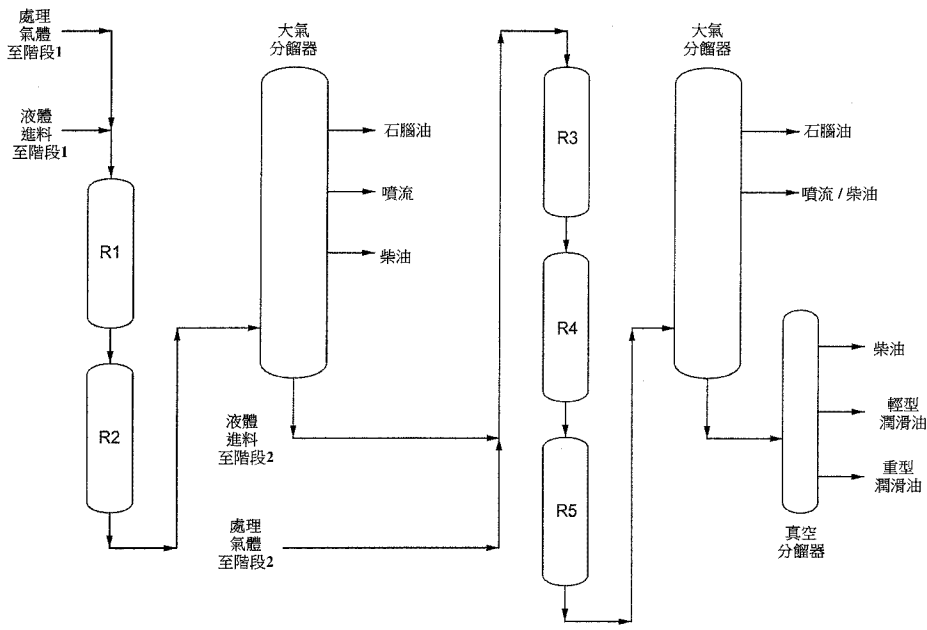 處理
氣體
至階段1
液體
進料
至階段1
R1
R2
大氣
分餾器
石腦油
噴流
柴油
液體
進料
至階段2
處理
氣體
至階段2
R3
R4
R5
大氣
分餾器
石腦油
噴流 / 柴油
柴油
輕型
潤滑油
重型
潤滑油
真空
分餾器